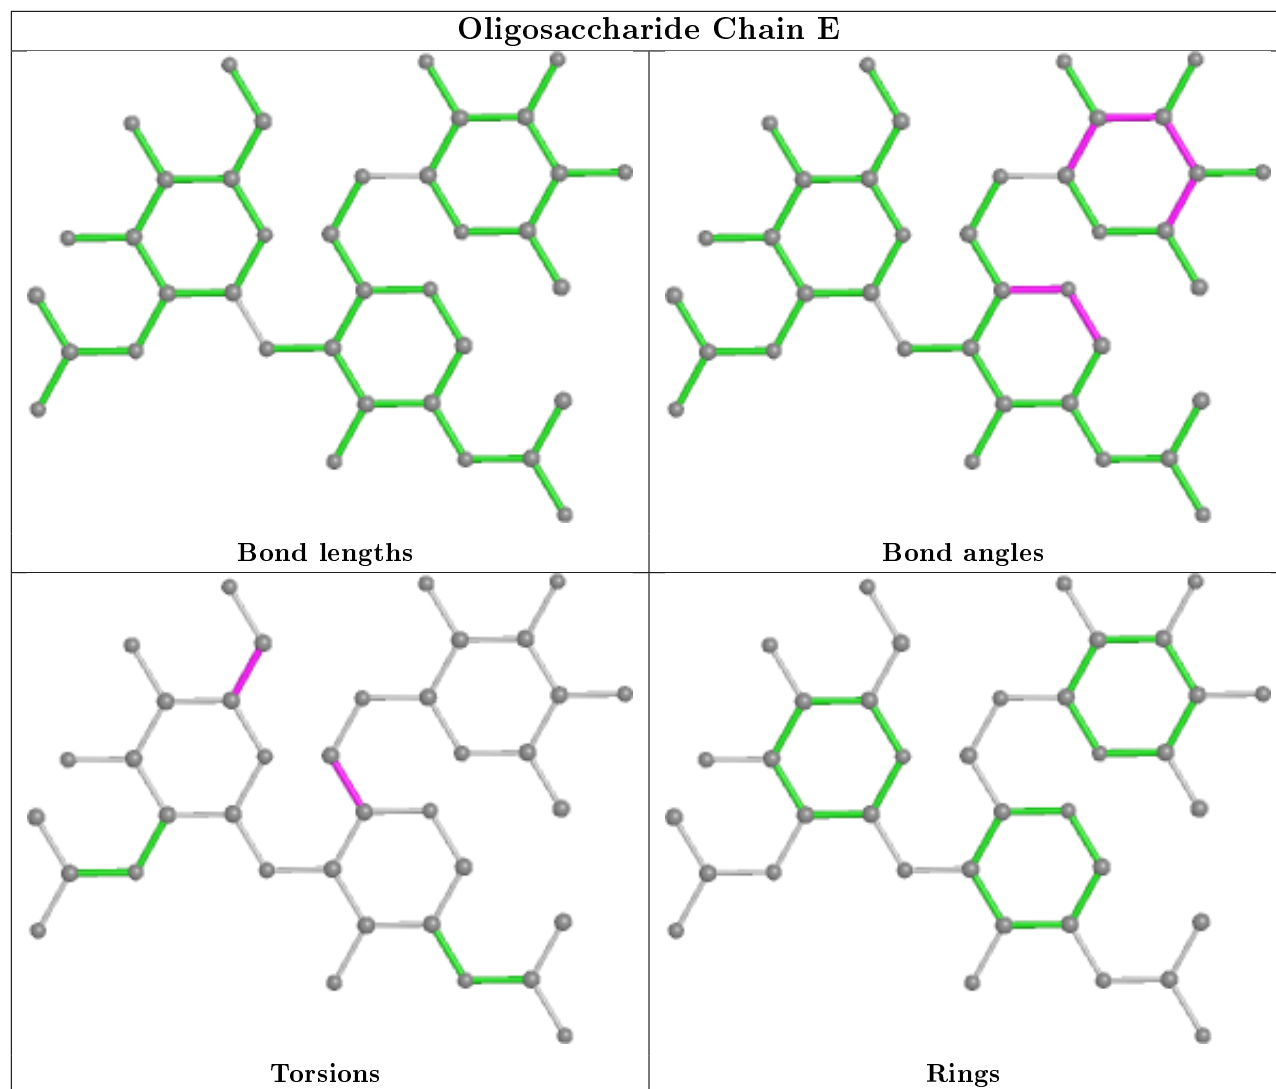 Oligosaccharide Chain E
Bond lengths
Bond angles
Torsions
Rings